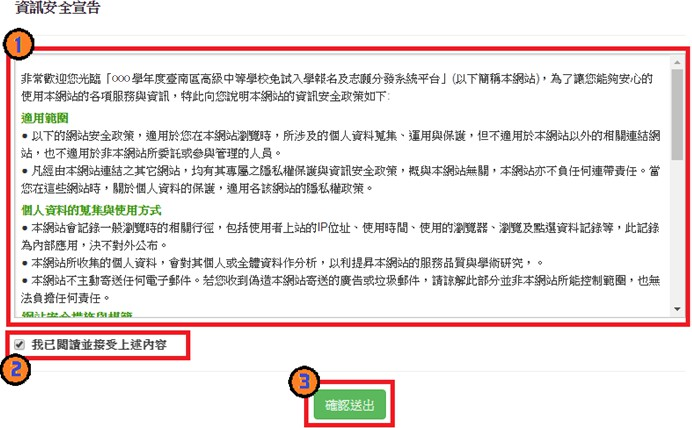 資訊安全宣告
1
非常歡迎您光臨「000學年度臺南區高級中等學校免試入學報名及志願分發系統平台」(以下簡稱本網站)，為了讓您能夠安心的
使用本網站的各項服務與資訊，特此向您說明本網站的資訊安全政策如下:
適用範圍
● 以下的網站安全政策，適用於您在本網站瀏覽時，所涉及的個人資料蒐集、運用與保護，但不適用於本網站以外的相關連結網
站，也不適用於非本網站所委託或參與管理的人員。
● 凡經由本網站連結之其它網站，均有其專屬之隱私權保護與資訊安全政策，概與本網站無關，本網站亦不負任何連帶責任。當
您在這些網站時，關於個人資料的保護，適用各該網站的隱私權政策。
個人資料的蒐集與使用方式
● 本網站會記錄一般瀏覽時的相關行徑，包括使用者上站的IP位址、使用時間、使用的瀏覽器、瀏覽及點選資料記錄等，此記錄
為內部應用，決不對外公布。
● 本網站所收集的個人資料，會對其個人或全體資料作分析，以利提昇本網站的服務品質與學術研究，。
● 本網站不主動寄送任何電子郵件。若您收到偽造本網站寄送的廣告或垃圾郵件，請諒解此部分並非本網站所能控制範圍，也無
法負擔任何責任。
網站安全措施與規範
我已閱讀並接受上述內容
2
3
確認送出